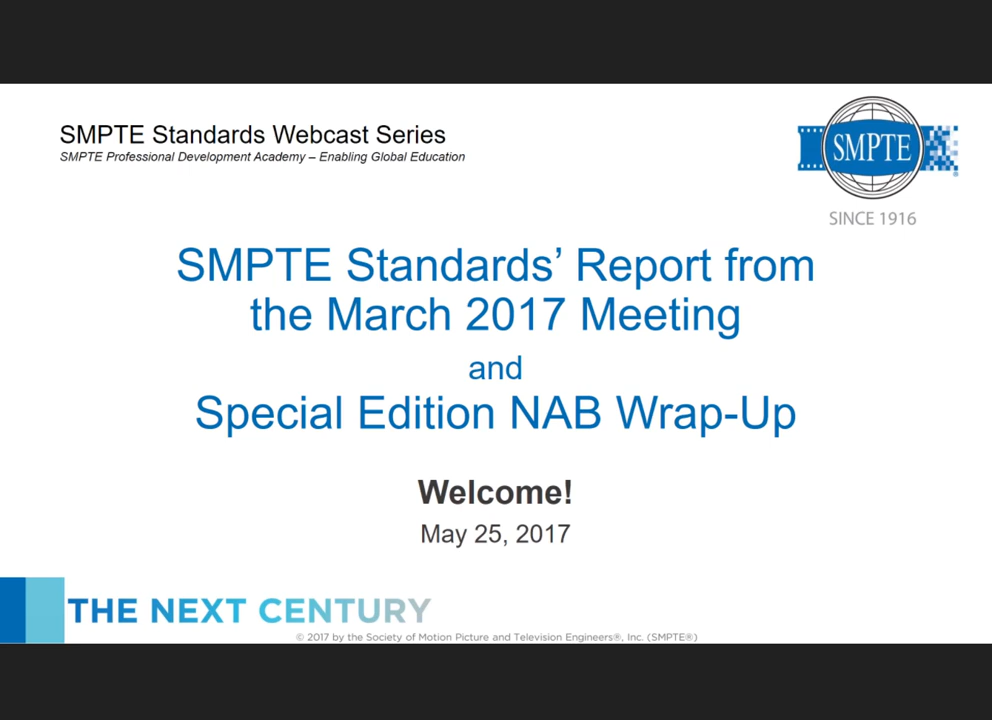 SMPTE Standards Webcast Series
SMPTE Professional Development Academy – Enabling Global Education
SMPTE
®
SINCE 1916
SMPTE Standards’ Report from
the March 2017 Meeting
and
Special Edition NAB Wrap-Up
Welcome!
May 25, 2017
THE NEXT CENTURY
© 2017 by the Society of Motion Picture and Television Engineers®, Inc. (SMPTE®)